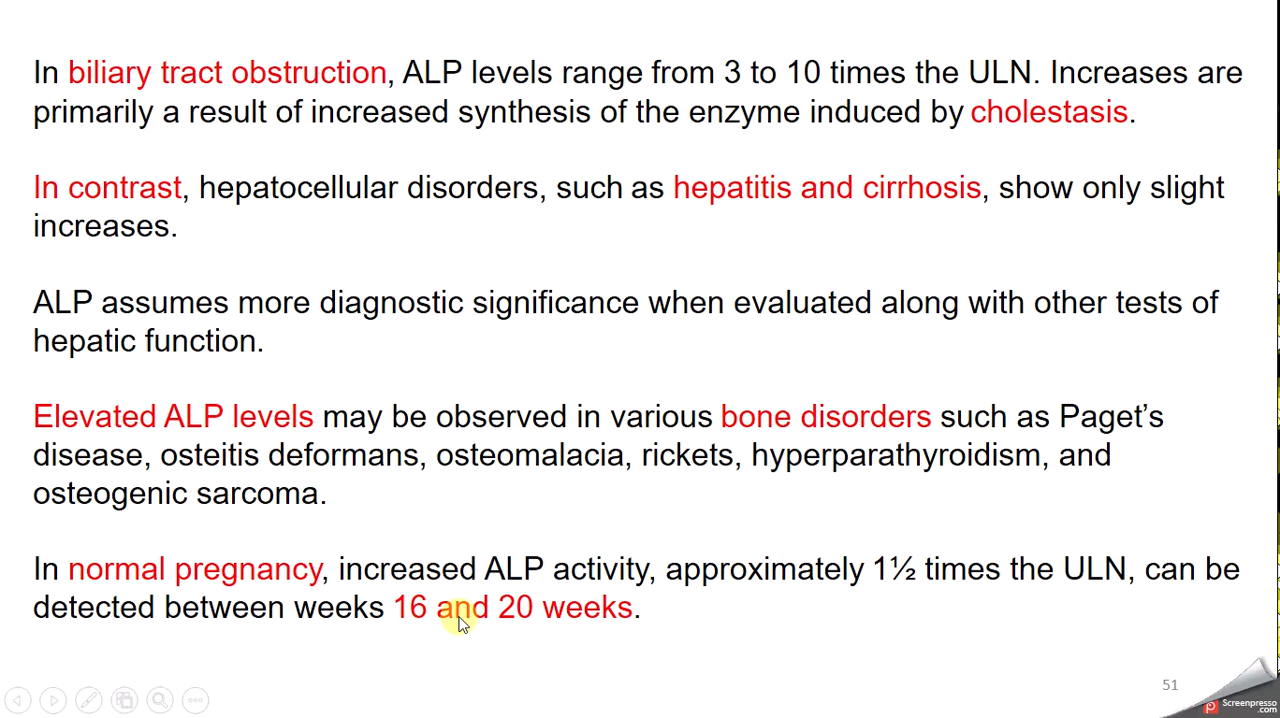 In biliary tract obstruction, ALP levels range from 3 to 10 times the ULN. Increases are
primarily a result of increased synthesis of the enzyme induced by cholestasis.
In contrast, hepatocellular disorders, such as hepatitis and cirrhosis, show only slight
increases.
ALP assumes more diagnostic significance when evaluated along with other tests of
hepatic function.
Elevated ALP levels may be observed in various bone disorders such as Paget’s
disease, osteitis deformans, osteomalacia, rickets, hyperparathyroidism, and
osteogenic sarcoma.
In normal pregnancy, increased ALP activity, approximately 1½ times the ULN, can be
detected between weeks 16 and 20 weeks.
51
Screenpresso
.com